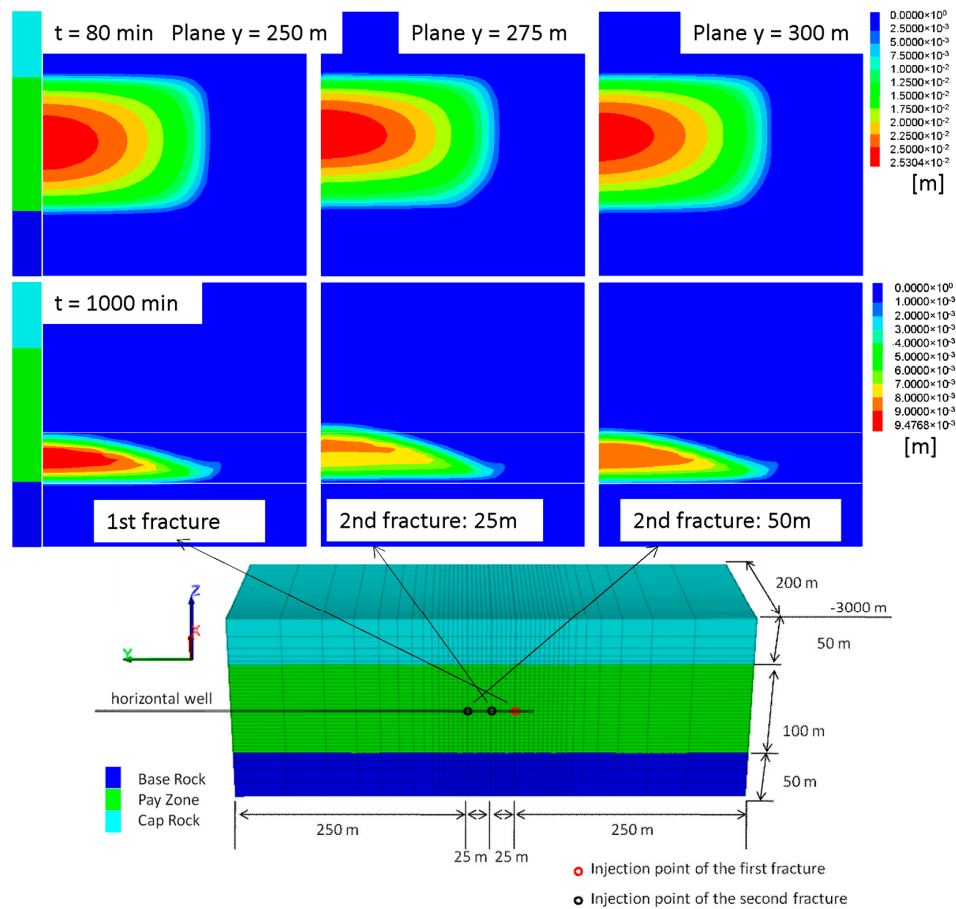 t = 80 min Plane y = 250 m
Plane y = 275 m
Plane y = 300 m
0.0000×10⁰
2.5000×10⁻³
5.0000×10⁻³
7.5000×10⁻³
1.0000×10⁻²
1.2500×10⁻²
1.5000×10⁻²
1.7500×10⁻²
2.0000×10⁻²
2.2500×10⁻²
2.5000×10⁻²
2.5304×10⁻²
[m]
t = 1000 min
0.0000×10⁰
1.0000×10⁻³
2.0000×10⁻³
3.0000×10⁻³
4.0000×10⁻³
5.0000×10⁻³
6.0000×10⁻³
7.0000×10⁻³
8.0000×10⁻³
9.0000×10⁻³
9.4768×10⁻³
[m]
1st fracture
2nd fracture: 25m
2nd fracture: 50m
200 m
-3000 m
50 m
Z
X
Y
horizontal well
100 m
50 m
Base Rock
Pay Zone
Cap Rock
250 m
250 m
25 m
25 m
Injection point of the first fracture
Injection point of the second fracture